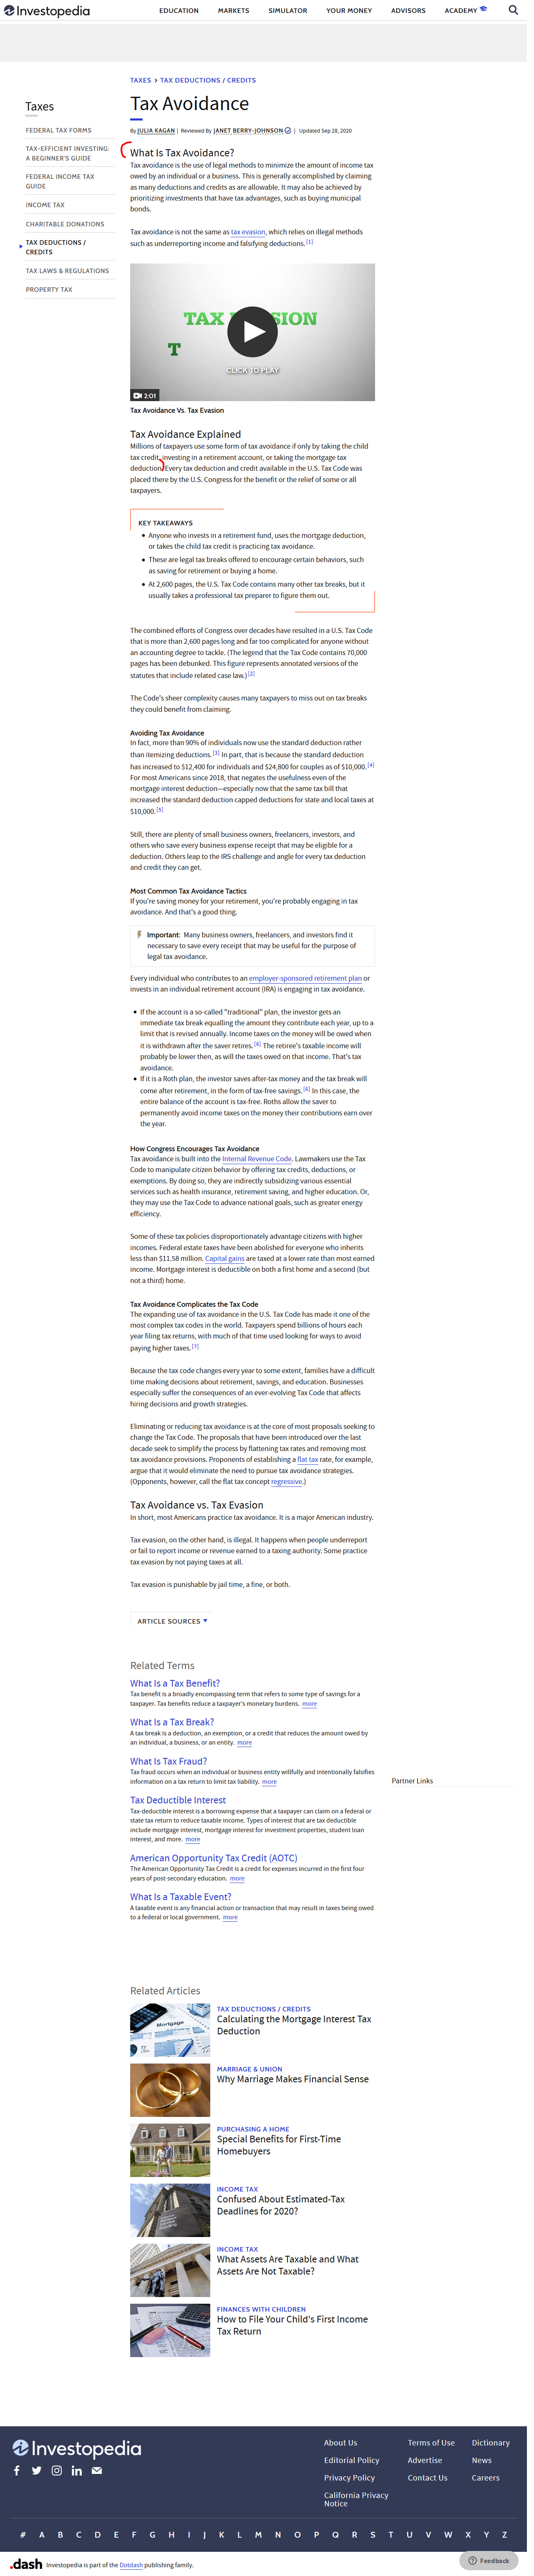 Investopedia
EDUCATION MARKETS SIMULATOR YOUR MONEY ADVISORS ACADEMY
TAXES › TAX DEDUCTIONS / CREDITS
Taxes
FEDERAL TAX FORMS
TAX-EFFICIENT INVESTING:
A BEGINNER'S GUIDE
FEDERAL INCOME TAX
GUIDE
INCOME TAX
CHARITABLE DONATIONS
TAX DEDUCTIONS /
CREDITS
TAX LAWS & REGULATIONS
PROPERTY TAX
Tax Avoidance
By JULIA KAGAN | Reviewed By JANET BERRY-JOHNSON | Updated Sep 28, 2020
What Is Tax Avoidance?
Tax avoidance is the use of legal methods to minimize the amount of income tax
owed by an individual or a business. This is generally accomplished by claiming
as many deductions and credits as are allowable. It may also be achieved by
prioritizing investments that have tax advantages, such as buying municipal
bonds.
Tax avoidance is not the same as tax evasion, which relies on illegal methods
such as underreporting income and falsifying deductions. [1]
CLICK TO PLAY
2:01
Tax Avoidance Vs. Tax Evasion
Tax Avoidance Explained
Millions of taxpayers use some form of tax avoidance if only by taking the child
tax credit, investing in a retirement account, or taking the mortgage tax
deduction. Every tax deduction and credit available in the U.S. Tax Code was
placed there by the U.S. Congress for the benefit or the relief of some or all
taxpayers.
KEY TAKEAWAYS
• Anyone who invests in a retirement fund, uses the mortgage deduction,
or takes the child tax credit is practicing tax avoidance.
• These are legal tax breaks offered to encourage certain behaviors, such
as saving for retirement or buying a home.
• At 2,600 pages, the U.S. Tax Code contains many other tax breaks, but it
usually takes a professional tax preparer to figure them out.
The combined efforts of Congress over decades have resulted in a U.S. Tax Code
that is more than 2,600 pages long and far too complicated for anyone without
an accounting degree to tackle. (The legend that the Tax Code contains 70,000
pages has been debunked. This figure represents annotated versions of the
statutes that include related case law.) [2]
The Code's sheer complexity causes many taxpayers to miss out on tax breaks
they could benefit from claiming.
Avoiding Tax Avoidance
In fact, more than 90% of individuals now use the standard deduction rather
than itemizing deductions. [3] In part, that is because the standard deduction
has increased to $12,400 for individuals and $24,800 for couples as of $10,000. [4]
For most Americans since 2018, that negates the usefulness even of the
mortgage interest deduction—especially now that the same tax bill that
increased the standard deduction capped deductions for state and local taxes at
$10,000. [5]
Still, there are plenty of small business owners, freelancers, investors, and
others who save every business expense receipt that may be eligible for a
deduction. Others leap to the IRS challenge and angle for every tax deduction
and credit they can get.
Most Common Tax Avoidance Tactics
If you're saving money for your retirement, you're probably engaging in tax
avoidance. And that's a good thing.
Important: Many business owners, freelancers, and investors find it
necessary to save every receipt that may be useful for the purpose of
legal tax avoidance.
Every individual who contributes to an employer-sponsored retirement plan or
invests in an individual retirement account (IRA) is engaging in tax avoidance.
• If the account is a so-called "traditional" plan, the investor gets an
immediate tax break equalling the amount they contribute each year, up to a
limit that is revised annually. Income taxes on the money will be owed when
it is withdrawn after the saver retires. [6] The retiree's taxable income will
probably be lower then, as will the taxes owed on that income. That's tax
avoidance.
• If it is a Roth plan, the investor saves after-tax money and the tax break will
come after retirement, in the form of tax-free savings. [6] In this case, the
entire balance of the account is tax-free. Roths allow the saver to
permanently avoid income taxes on the money their contributions earn over
the year.
How Congress Encourages Tax Avoidance
Tax avoidance is built into the Internal Revenue Code. Lawmakers use the Tax
Code to manipulate citizen behavior by offering tax credits, deductions, or
exemptions. By doing so, they are indirectly subsidizing various essential
services such as health insurance, retirement saving, and higher education. Or,
they may use the Tax Code to advance national goals, such as greater energy
efficiency.
Some of these tax policies disproportionately advantage citizens with higher
incomes. Federal estate taxes have been abolished for everyone who inherits
less than $11.58 million. Capital gains are taxed at a lower rate than most earned
income. Mortgage interest is deductible on both a first home and a second (but
not a third) home.
Tax Avoidance Complicates the Tax Code
The expanding use of tax avoidance in the U.S. Tax Code has made it one of the
most complex tax codes in the world. Taxpayers spend billions of hours each
year filing tax returns, with much of that time used looking for ways to avoid
paying higher taxes. [7]
Because the tax code changes every year to some extent, families have a difficult
time making decisions about retirement, savings, and education. Businesses
especially suffer the consequences of an ever-evolving Tax Code that affects
hiring decisions and growth strategies.
Eliminating or reducing tax avoidance is at the core of most proposals seeking to
change the Tax Code. The proposals that have been introduced over the last
decade seek to simplify the process by flattening tax rates and removing most
tax avoidance provisions. Proponents of establishing a flat tax rate, for example,
argue that it would eliminate the need to pursue tax avoidance strategies.
(Opponents, however, call the flat tax concept regressive.)
Tax Avoidance vs. Tax Evasion
In short, most Americans practice tax avoidance. It is a major American industry.
Tax evasion, on the other hand, is illegal. It happens when people underreport
or fail to report income or revenue earned to a taxing authority. Some practice
tax evasion by not paying taxes at all.
Tax evasion is punishable by jail time, a fine, or both.
ARTICLE SOURCES
Related Terms
What Is a Tax Benefit?
Tax benefit is a broadly encompassing term that refers to some type of savings for a
taxpayer. Tax benefits reduce a taxpayer's monetary burdens. more
What Is a Tax Break?
A tax break is a deduction, an exemption, or a credit that reduces the amount owed by
an individual, a business, or an entity. more
What Is Tax Fraud?
Tax fraud occurs when an individual or business entity willfully and intentionally falsifies
information on a tax return to limit tax liability. more
Tax Deductible Interest
Tax-deductible interest is a borrowing expense that a taxpayer can claim on a federal or
state tax return to reduce taxable income. Types of interest that are tax deductible
include mortgage interest, mortgage interest for investment properties, student loan
interest, and more. more
American Opportunity Tax Credit (AOTC)
The American Opportunity Tax Credit is a credit for expenses incurred in the first four
years of post-secondary education. more
What Is a Taxable Event?
A taxable event is any financial action or transaction that may result in taxes being owed
to a federal or local government. more
Partner Links
Related Articles
TAX DEDUCTIONS / CREDITS
Calculating the Mortgage Interest Tax
Deduction
MARRIAGE & UNION
Why Marriage Makes Financial Sense
PURCHASING A HOME
Special Benefits for First-Time
Homebuyers
INCOME TAX
Confused About Estimated-Tax
Deadlines for 2020?
INCOME TAX
What Assets Are Taxable and What
Assets Are Not Taxable?
FINANCES WITH CHILDREN
How to File Your Child's First Income
Tax Return
Investopedia
About Us Terms of Use Dictionary
Editorial Policy Advertise News
Privacy Policy Contact Us Careers
California Privacy
Notice
# A B C D E F G H I J K L M N O P Q R S T U V W X Y Z
.dash Investopedia is part of the Dotdash publishing family.
Feedback